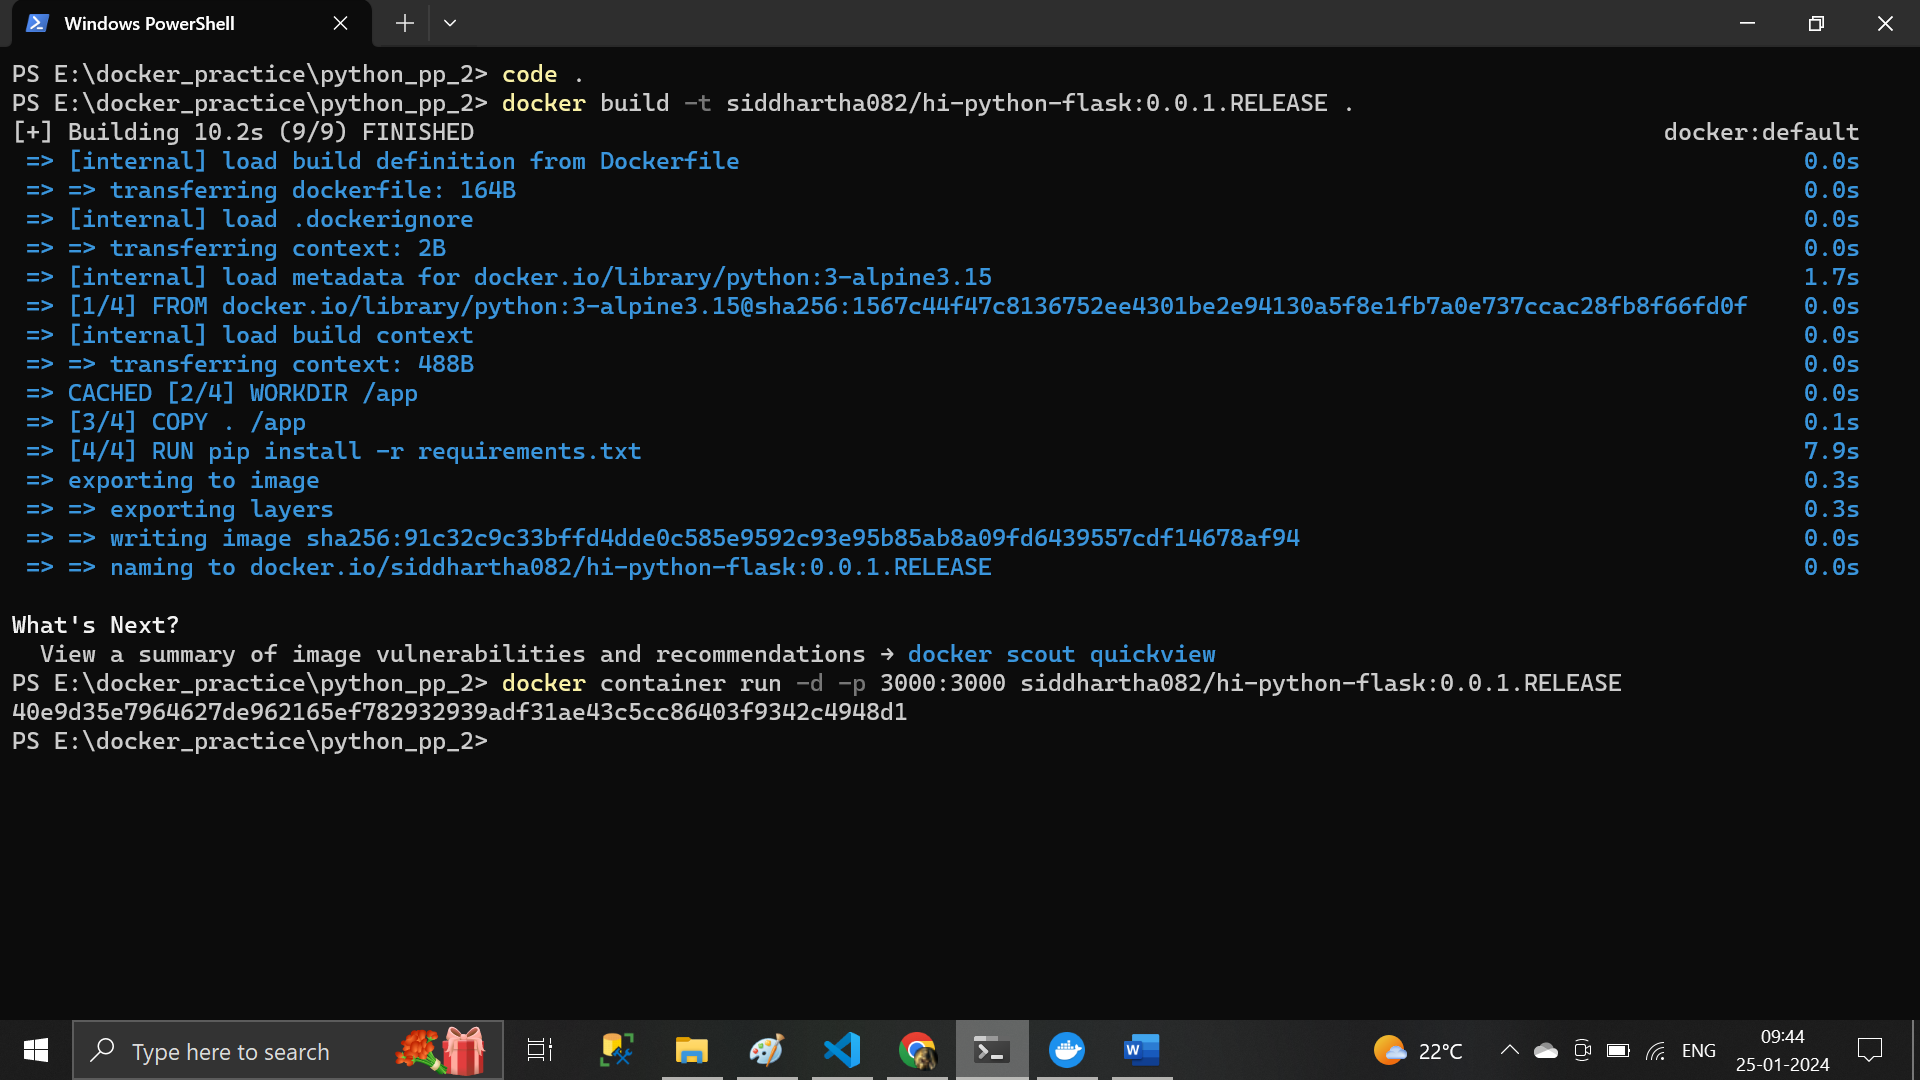 Windows PowerShell
PS E:\docker_practice\python_pp_2> code .
PS E:\docker_practice\python_pp_2> docker build -t siddhartha082/hi-python-flask:0.0.1.RELEASE .
[+] Building 10.2s (9/9) FINISHED docker:default
=> [internal] load build definition from Dockerfile 0.0s
=> => transferring dockerfile: 164B 0.0s
=> [internal] load .dockerignore 0.0s
=> => transferring context: 2B 0.0s
=> [internal] load metadata for docker.io/library/python:3-alpine3.15 1.7s
=> [1/4] FROM docker.io/library/python:3-alpine3.15@sha256:1567c44f47c8136752ee4301be2e94130a5f8e1fb7a0e737ccac28fb8f66fd0f 0.0s
=> [internal] load build context 0.0s
=> => transferring context: 488B 0.0s
=> CACHED [2/4] WORKDIR /app 0.0s
=> [3/4] COPY . /app 0.1s
=> [4/4] RUN pip install -r requirements.txt 7.9s
=> exporting to image 0.3s
=> => exporting layers 0.3s
=> => writing image sha256:91c32c9c33bffd4dde0c585e9592c93e95b85ab8a09fd6439557cdf14678af94 0.0s
=> => naming to docker.io/siddhartha082/hi-python-flask:0.0.1.RELEASE 0.0s
What's Next?
View a summary of image vulnerabilities and recommendations → docker scout quickview
PS E:\docker_practice\python_pp_2> docker container run -d -p 3000:3000 siddhartha082/hi-python-flask:0.0.1.RELEASE
40e9d35e7964627de962165ef782932939adf31ae43c5cc86403f9342c4948d1
PS E:\docker_practice\python_pp_2>
Type here to search
W
22°C
ENG
09:44
25-01-2024